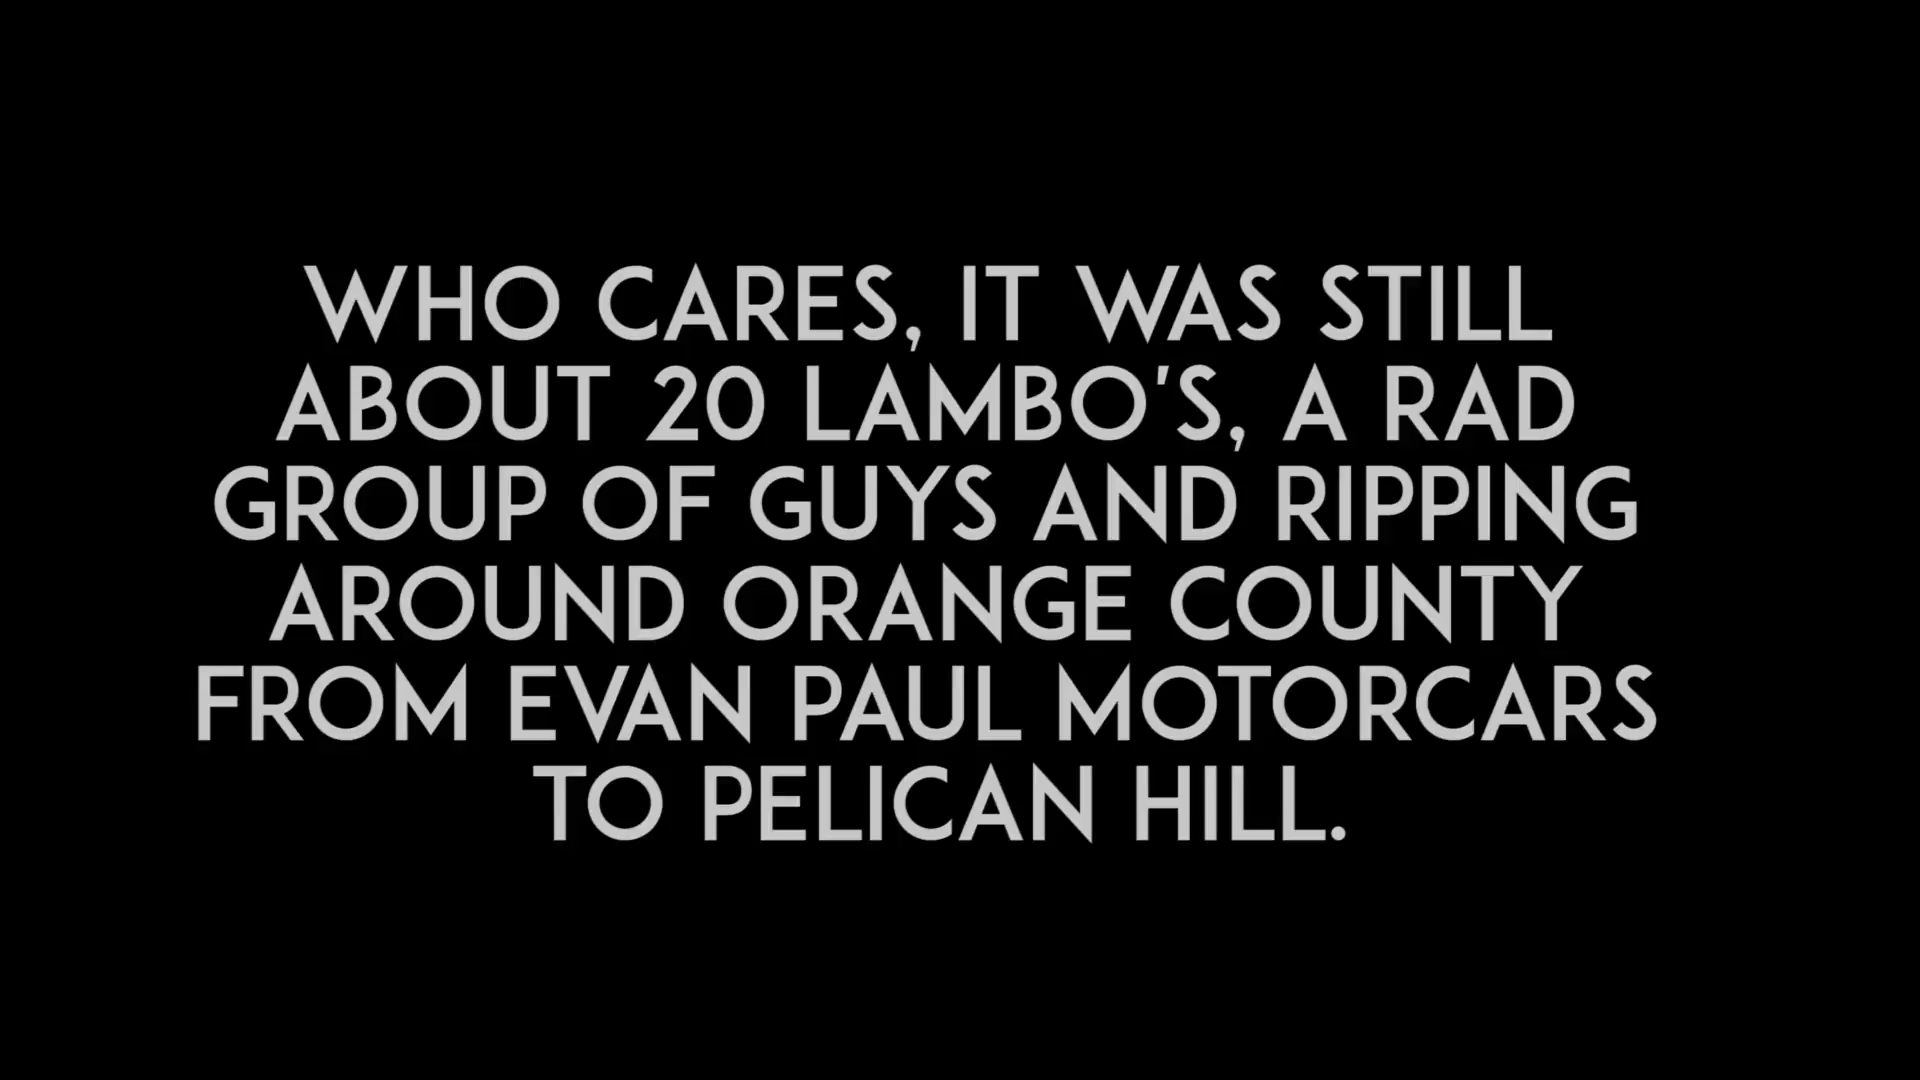 WHO CARES, IT WAS STILL
ABOUT 20 LAMBO'S, A RAD
GROUP OF GUYS AND RIPPING
AROUND ORANGE COUNTY
FROM EVAN PAUL MOTORCARS
TO PELICAN HILL.